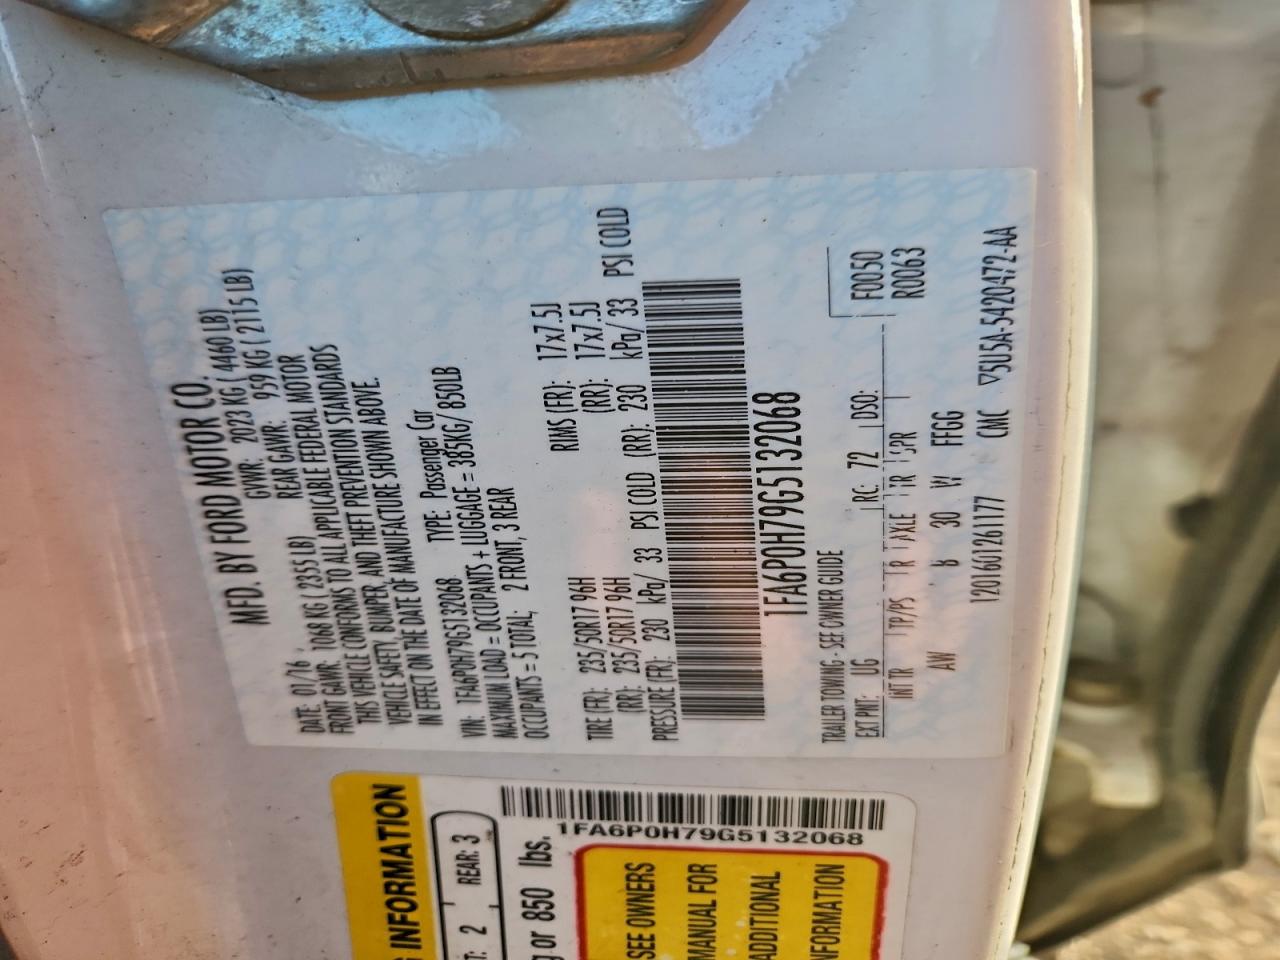 MFD. BY FORD MOTOR CO.
DATE: 01/16 GVWR: 2023 KG ( 4460 LB)
FRONT GAWR: 1068 KG ( 2355 LB) REAR GAWR: 959 KG ( 2115 LB)
THIS VEHICLE CONFORMS TO ALL APPLICABLE FEDERAL MOTOR
VEHICLE SAFETY, BUMPER, AND THEFT PREVENTION STANDARDS
IN EFFECT ON THE DATE OF MANUFACTURE SHOWN ABOVE.
VIN: 1FA6P0H79G5132068 TYPE: Passenger Car
MAXIMUM LOAD = OCCUPANTS + LUGGAGE = 385KG/ 850LB
OCCUPANTS = 5 TOTAL; 2 FRONT, 3 REAR
RIMS (FR): 17x7.5J
TIRE (FR): 235/50R17 96H (RR): 17x7.5J
(RR): 235/50R17 96H
PRESSURE (FR): 230 kPa/ 33 PSI COLD (RR): 230 kPa/ 33 PSI COLD
1FA6P0H79G5132068
TRAILER TOWING - SEE OWNER GUIDE
F0050
EXT PNT: UG RC: 72 DSO: R0063
INT TR TP/PS R AXLE TR SPR
AW B 30 W FFGG
1201601261177 CMC ▽5U5A-5420472-AA
INFORMATION
2 REAR: 3
or 850 lbs.
1FA6P0H79G5132068
SEE OWNERS
MANUAL FOR
ADDITIONAL
INFORMATION